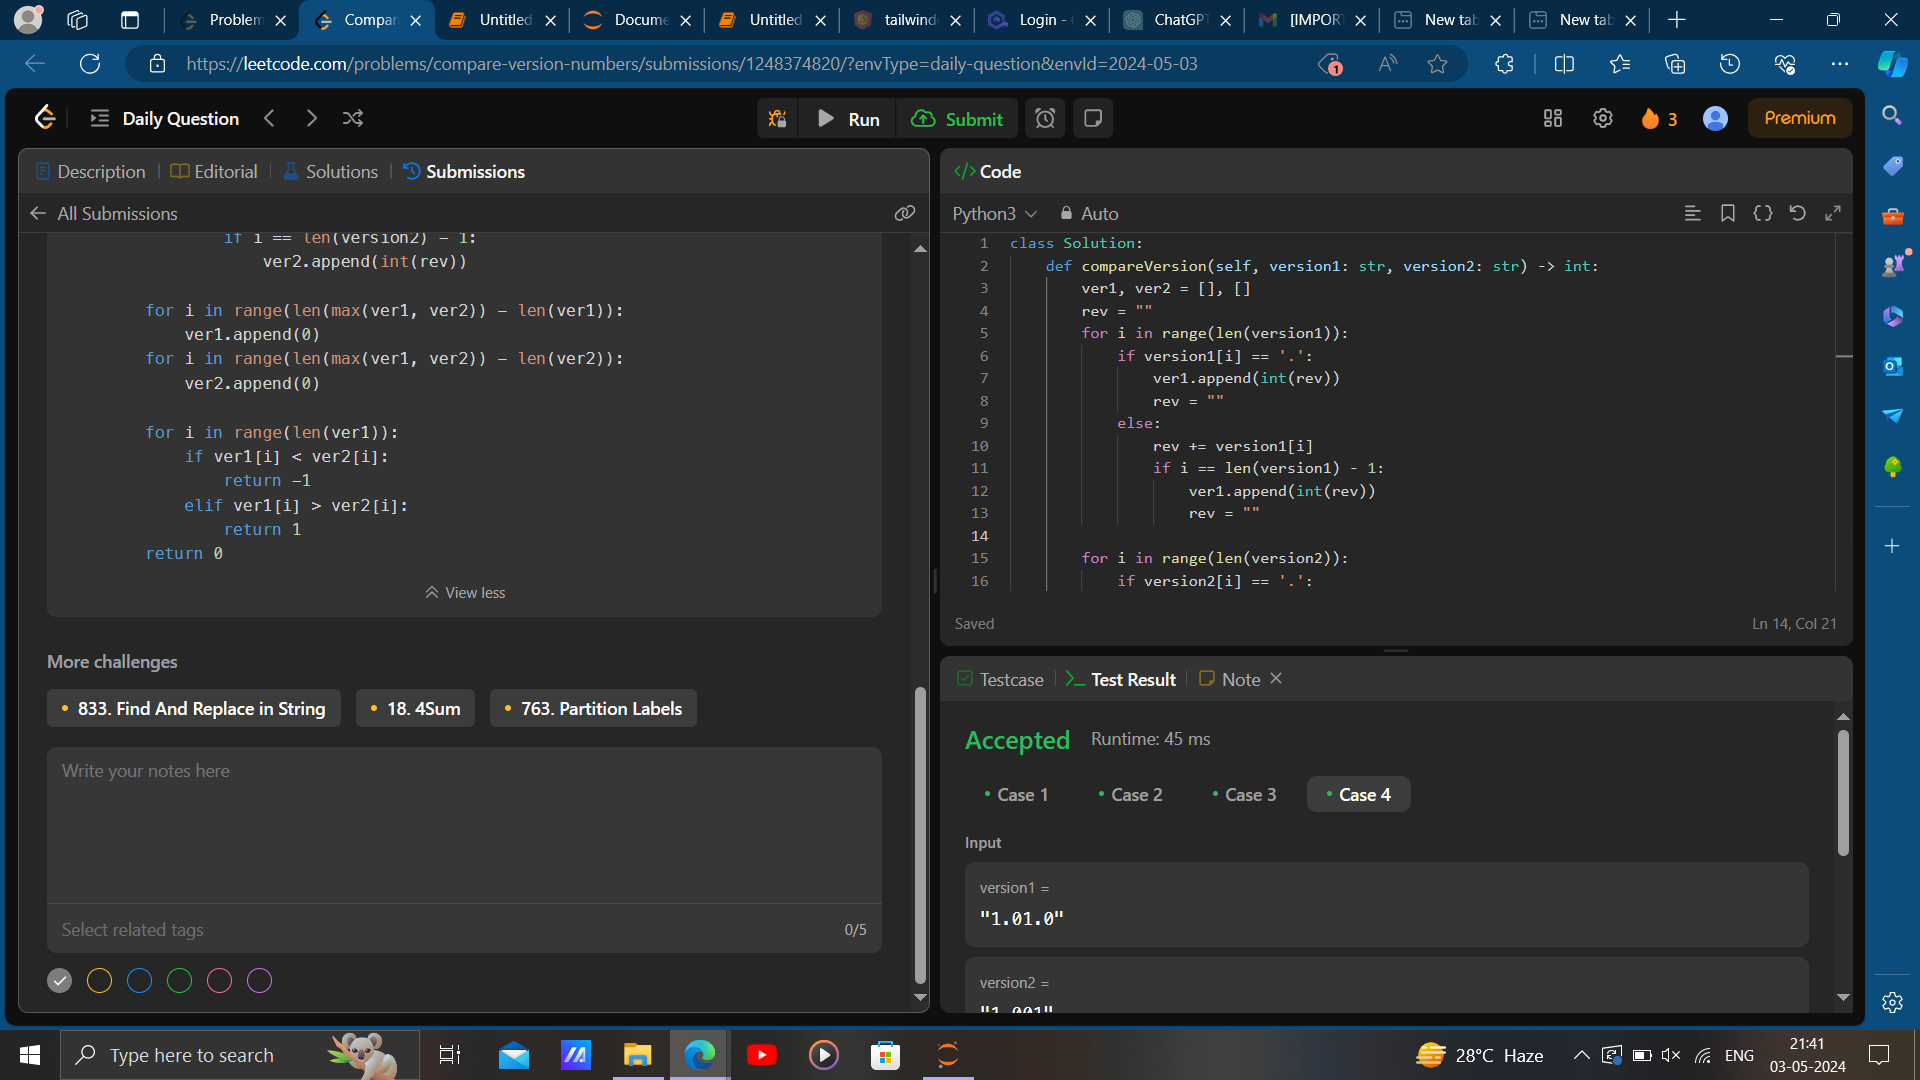 Problem
Compar
Untitled
Docume
Untitled
tailwind
Login -
ChatGPT
[IMPOR
New tab
New tab
https://leetcode.com/problems/compare-version-numbers/submissions/1248374820/?envType=daily-question&envId=2024-05-03
1
Daily Question
Run
Submit
3
Premium
Description
Editorial
Solutions
Submissions
All Submissions
if i == len(version2) - 1:
ver2.append(int(rev))
for i in range(len(max(ver1, ver2)) - len(ver1)):
ver1.append(0)
for i in range(len(max(ver1, ver2)) - len(ver2)):
ver2.append(0)
for i in range(len(ver1)):
if ver1[i] < ver2[i]:
return -1
elif ver1[i] > ver2[i]:
return 1
return 0
View less
More challenges
833. Find And Replace in String
18. 4Sum
763. Partition Labels
Write your notes here
Select related tags
0/5
</> Code
Python3
Auto
1 class Solution:
2 def compareVersion(self, version1: str, version2: str) -> int:
3 ver1, ver2 = [], []
4 rev = ""
5 for i in range(len(version1)):
6 if version1[i] == '.':
7 ver1.append(int(rev))
8 rev = ""
9 else:
10 rev += version1[i]
11 if i == len(version1) - 1:
12 ver1.append(int(rev))
13 rev = ""
14
15 for i in range(len(version2)):
16 if version2[i] == '.':
Saved
Ln 14, Col 21
Testcase
Test Result
Note
Accepted
Runtime: 45 ms
Case 1
Case 2
Case 3
Case 4
Input
version1 =
"1.01.0"
version2 =
"1.001"
Type here to search
28°C Haze
ENG
21:41
03-05-2024